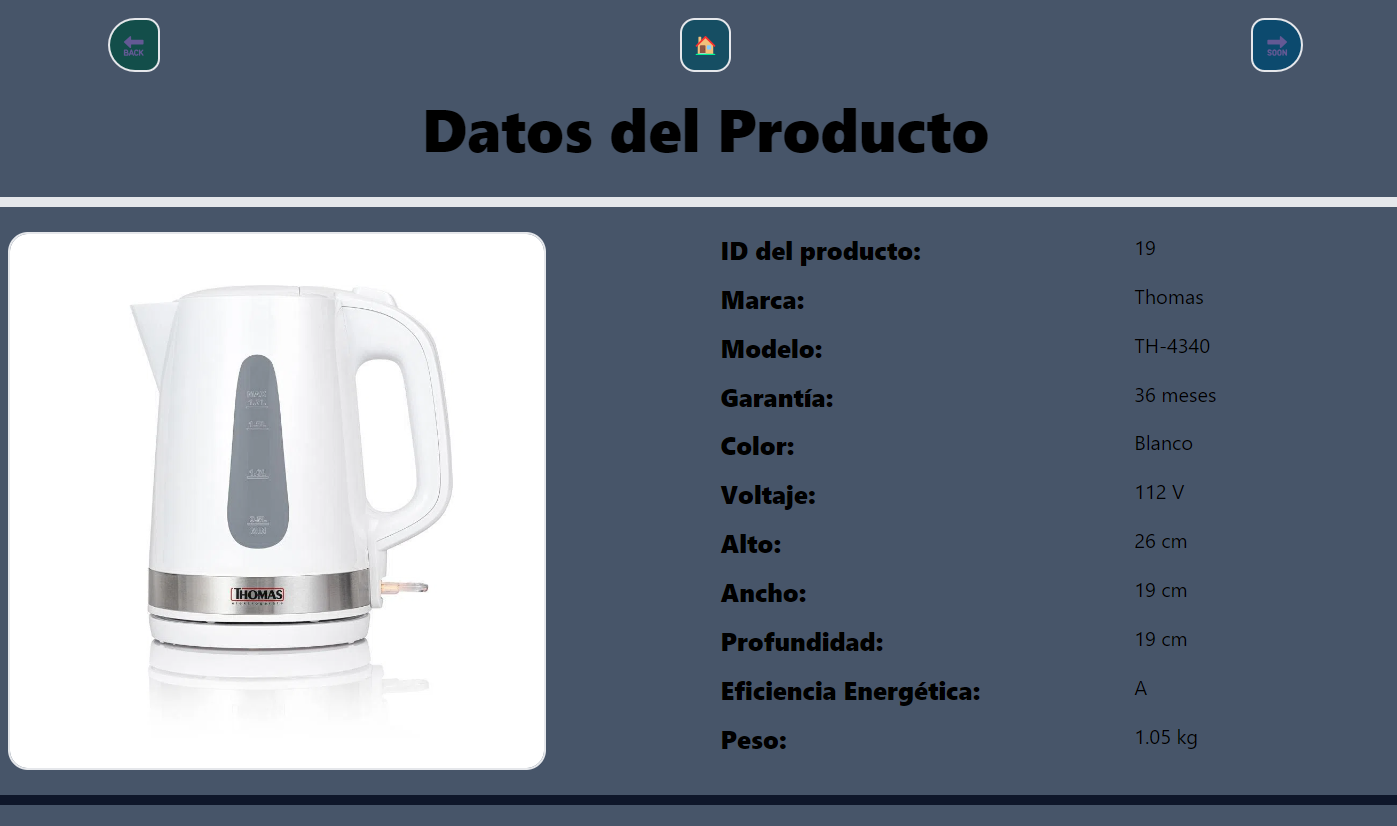 BACK
SOON
Datos del Producto
ID del producto: 19
Marca: Thomas
Modelo: TH-4340
Garantía: 36 meses
Color: Blanco
Voltaje: 112 V
Alto: 26 cm
Ancho: 19 cm
Profundidad: 19 cm
Eficiencia Energética: A
Peso: 1.05 kg
MAX
THOMAS